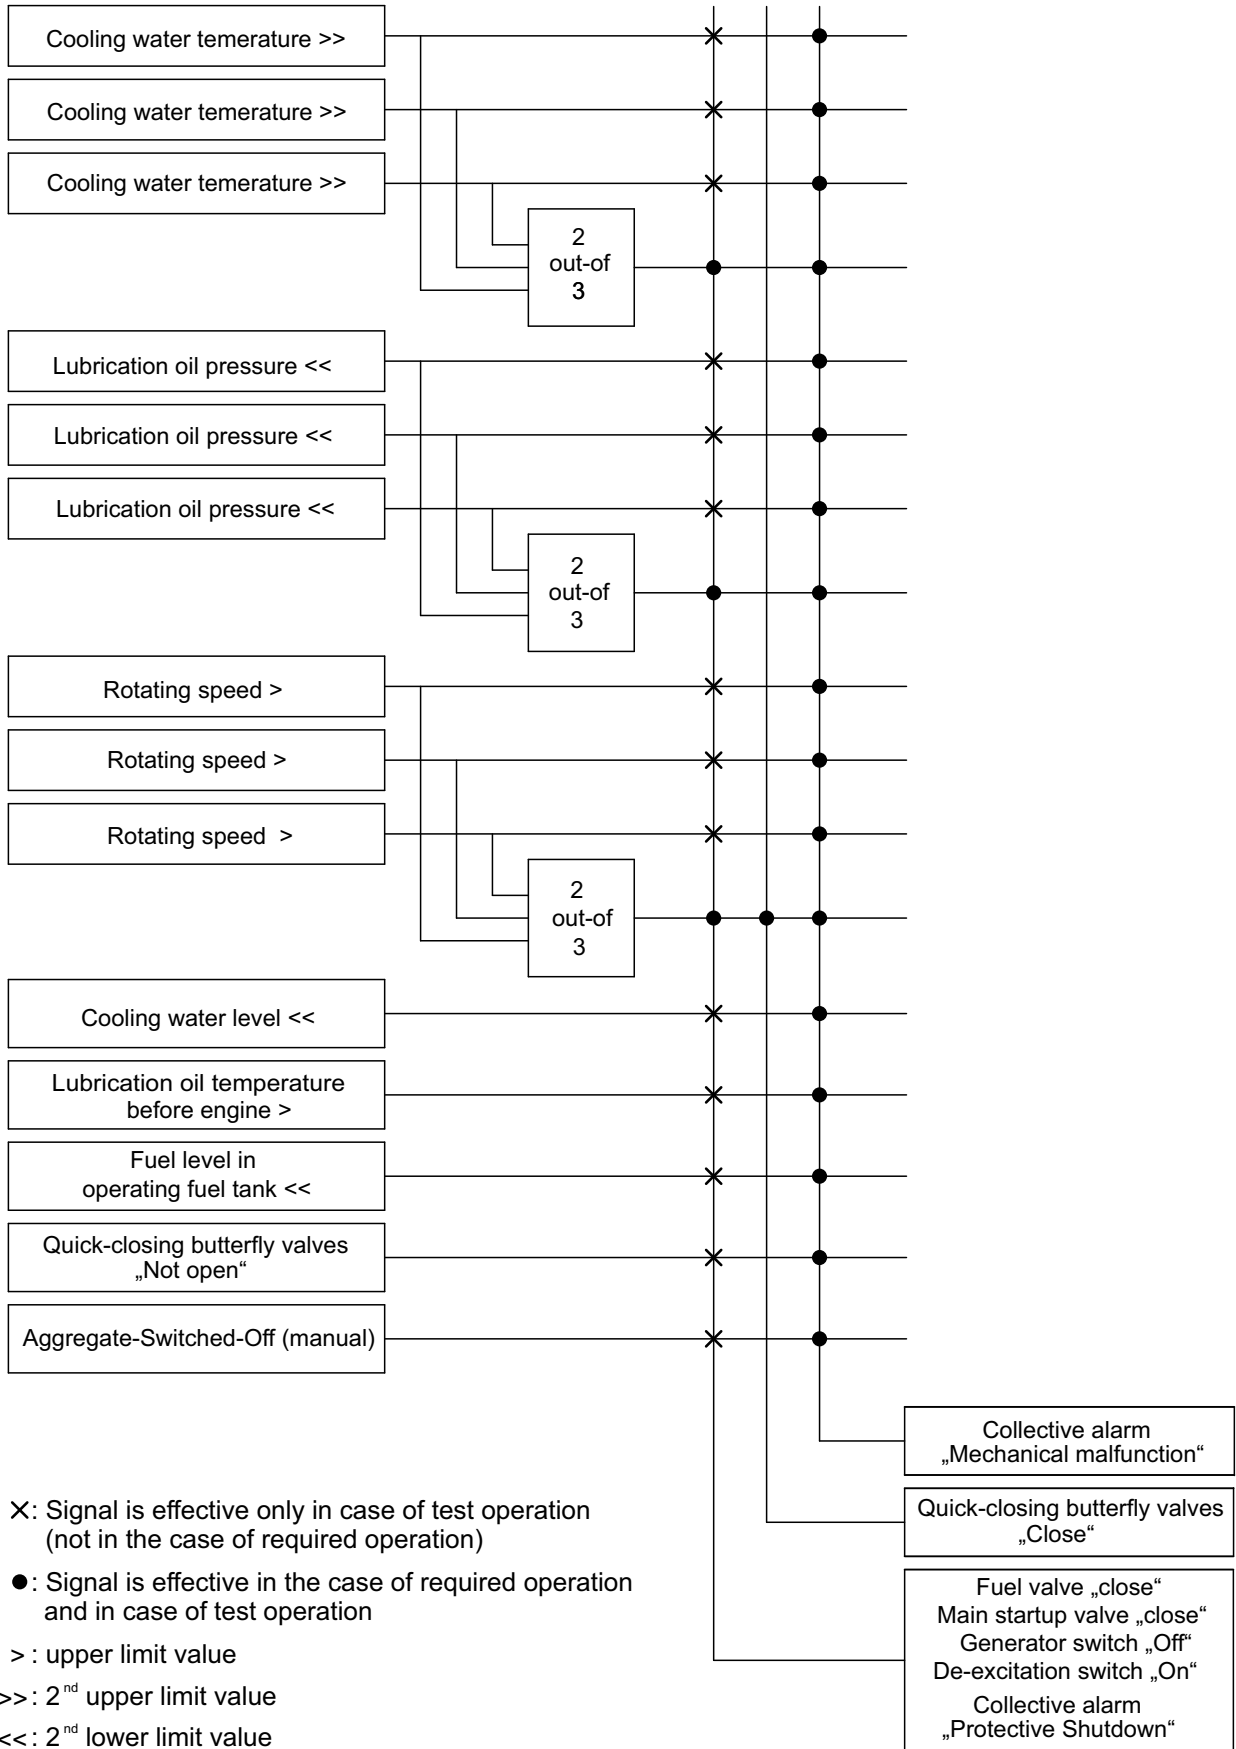 Cooling water temerature >>
Cooling water temerature >>
Cooling water temerature >>
2
out-of
3
Lubrication oil pressure <<
Lubrication oil pressure <<
Lubrication oil pressure <<
2
out-of
3
Rotating speed >
Rotating speed >
Rotating speed >
2
out-of
3
Cooling water level <<
Lubrication oil temperature
before engine >
Fuel level in
operating fuel tank <<
Quick-closing butterfly valves
„Not open“
Aggregate-Switched-Off (manual)
Collective alarm
„Mechanical malfunction“
Quick-closing butterfly valves
„Close“
Fuel valve „close“
Main startup valve „close“
Generator switch „Off“
De-excitation switch „On“
Collective alarm
„Protective Shutdown“
×: Signal is effective only in case of test operation
(not in the case of required operation)
●: Signal is effective in the case of required operation
and in case of test operation
> : upper limit value
>>: 2nd upper limit value
<<: 2nd lower limit value